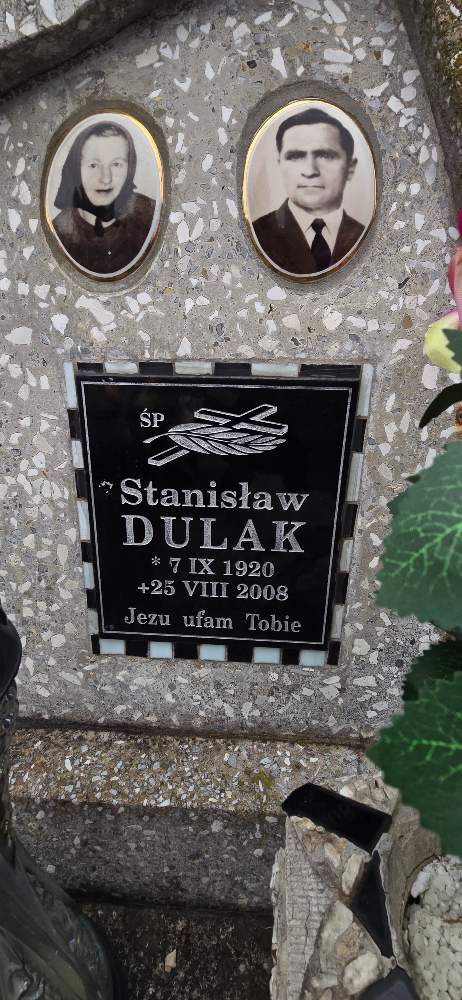 ŚP
Stanisław
DULAK
* 7 IX 1920
+25 VIII 2008
Jezu ufam Tobie